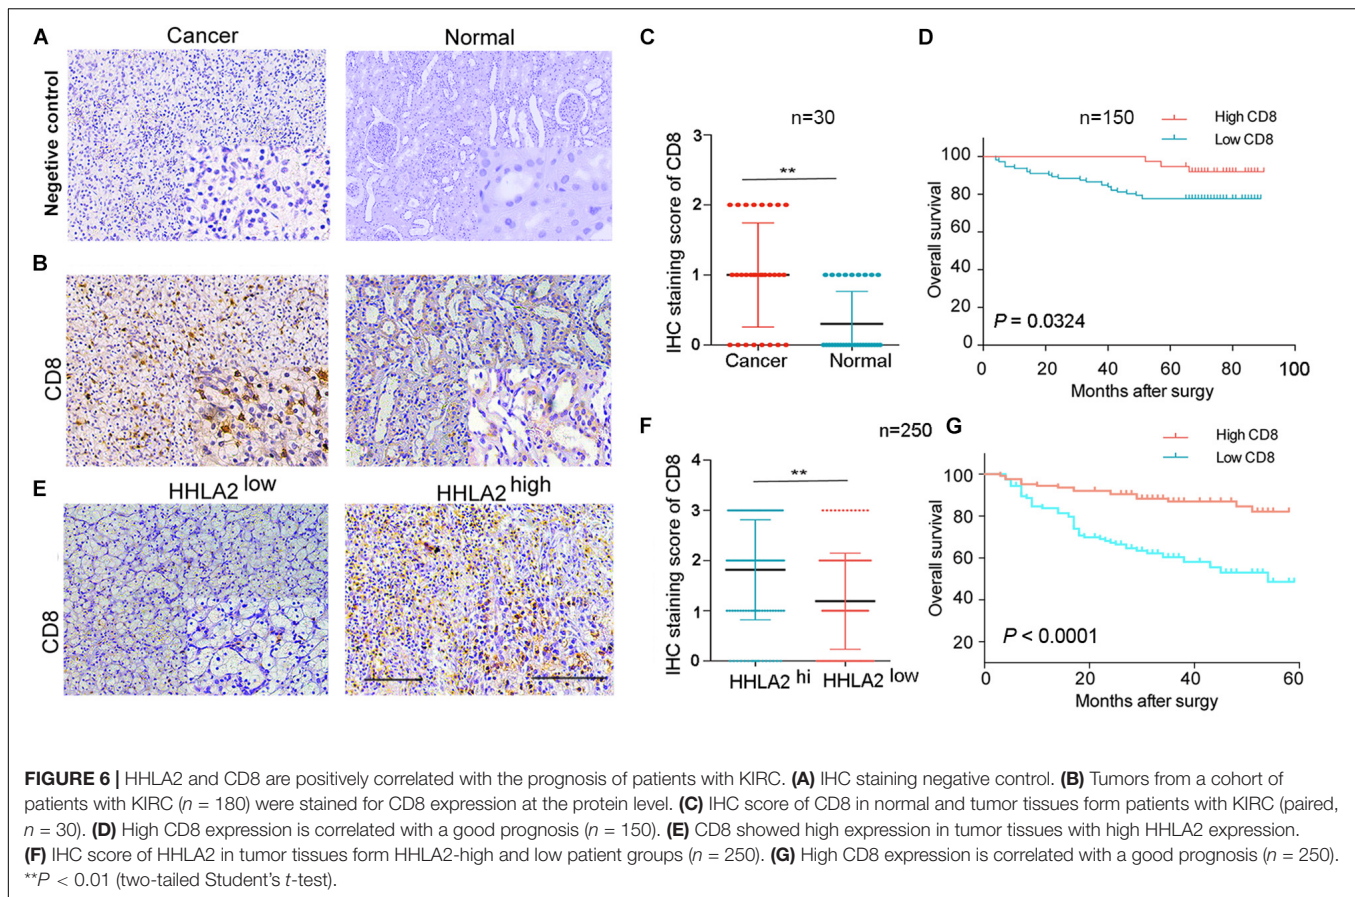 A
Cancer
Normal
Negetive control
B
CD8
E
HHLA2 low
HHLA2 high
CD8
C
n=30
IHC staining score of CD8
3
2
1
0
**
Cancer
Normal
D
n=150
High CD8
Low CD8
Overall survival
100
80
60
40
20
0
P = 0.0324
0 20 40 60 80 100
Months after surgy
F
n=250
IHC staining score of CD8
4
3
2
1
0
**
HHLA2 hi
HHLA2 low
G
High CD8
Low CD8
Overall survival
100
80
60
40
20
P < 0.0001
0 20 40 60
Months after surgy
FIGURE 6 | HHLA2 and CD8 are positively correlated with the prognosis of patients with KIRC. (A) IHC staining negative control. (B) Tumors from a cohort of
patients with KIRC (n = 180) were stained for CD8 expression at the protein level. (C) IHC score of CD8 in normal and tumor tissues form patients with KIRC (paired,
n = 30). (D) High CD8 expression is correlated with a good prognosis (n = 150). (E) CD8 showed high expression in tumor tissues with high HHLA2 expression.
(F) IHC score of HHLA2 in tumor tissues form HHLA2-high and low patient groups (n = 250). (G) High CD8 expression is correlated with a good prognosis (n = 250).
**P < 0.01 (two-tailed Student's t-test).